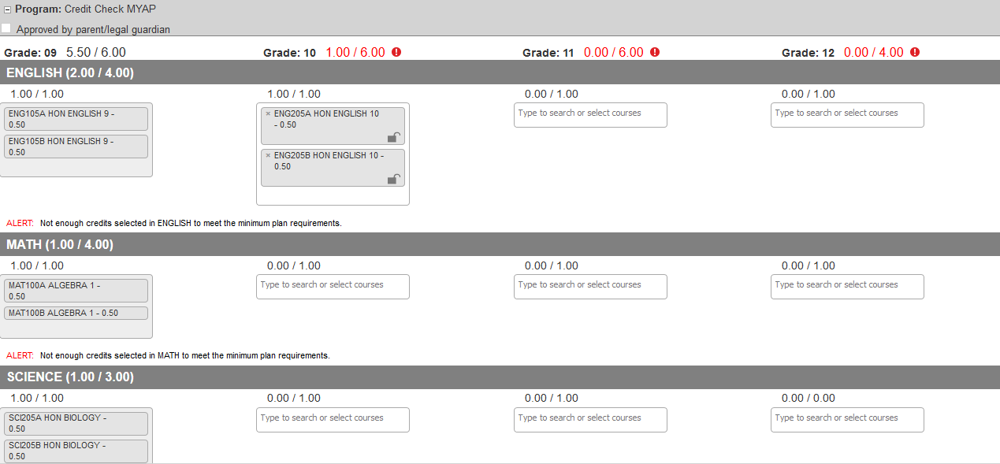 Program: Credit Check MYAP
Approved by parent/legal guardian
Grade: 09 5.50 / 6.00 Grade: 10 1.00 / 6.00 Grade: 11 0.00 / 6.00 Grade: 12 0.00 / 4.00
ENGLISH (2.00 / 4.00)
1.00 / 1.00 1.00 / 1.00 0.00 / 1.00 0.00 / 1.00
ENG105A HON ENGLISH 9 -
0.50
ENG105B HON ENGLISH 9 -
0.50
× ENG205A HON ENGLISH 10
- 0.50
× ENG205B HON ENGLISH 10 -
0.50
Type to search or select courses
Type to search or select courses
ALERT: Not enough credits selected in ENGLISH to meet the minimum plan requirements.
MATH (1.00 / 4.00)
1.00 / 1.00 0.00 / 1.00 0.00 / 1.00 0.00 / 1.00
MAT100A ALGEBRA 1 -
0.50
MAT100B ALGEBRA 1 - 0.50
Type to search or select courses
Type to search or select courses
Type to search or select courses
ALERT: Not enough credits selected in MATH to meet the minimum plan requirements.
SCIENCE (1.00 / 3.00)
1.00 / 1.00 0.00 / 1.00 0.00 / 1.00 0.00 / 0.00
SCI205A HON BIOLOGY -
0.50
SCI205B HON BIOLOGY -
0.50
Type to search or select courses
Type to search or select courses
Type to search or select courses